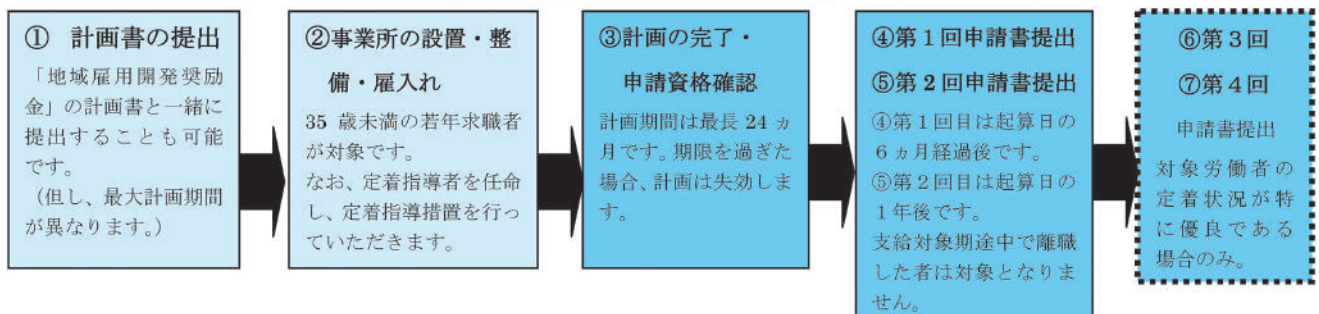 ① 計画書の提出
「地域雇用開発奨励
金」の計画書と一緒に
提出することも可能
です。
(但し、最大計画期間
が異なります。)
②事業所の設置・整
備・雇入れ
35 歳未満の若年求職者
が対象です。
なお、定着指導者を任命
し、定着指導措置を行っ
ていただきます。
③計画の完了・
申請資格確認
計画期間は最長 24 ヵ
月です。期限を過ぎた
場合、計画は失効しま
す。
④第1回申請書提出
⑤第2回申請書提出
④第1回目は起算日の
6ヵ月経過後です。
⑤第2回目は起算日の
1年後です。
支給対象期途中で離職
した者は対象となりま
せん。
⑥第3回
⑦第4回
申請書提出
対象労働者の
定着状況が特
に優良である
場合のみ。